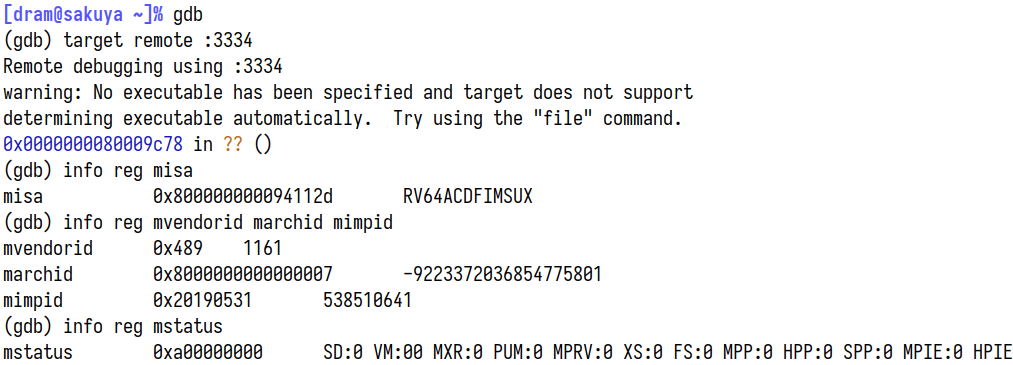 [dram@sakuya ~]% gdb
(gdb) target remote :3334
Remote debugging using :3334
warning: No executable has been specified and target does not support
determining executable automatically.  Try using the "file" command.
0x0000000080009c78 in ?? ()
(gdb) info reg misa
misa           0x800000000094112d       RV64ACDFIMSUX
(gdb) info reg mvendorid marchid mimpid
mvendorid      0x489    1161
marchid        0x8000000000000007       -9223372036854775801
mimpid         0x20190531       538510641
(gdb) info reg mstatus
mstatus        0xa00000000      SD:0 VM:00 MXR:0 PUM:0 MPRV:0 XS:0 FS:0 MPP:0 HPP:0 SPP:0 MPIE:0 HPIE